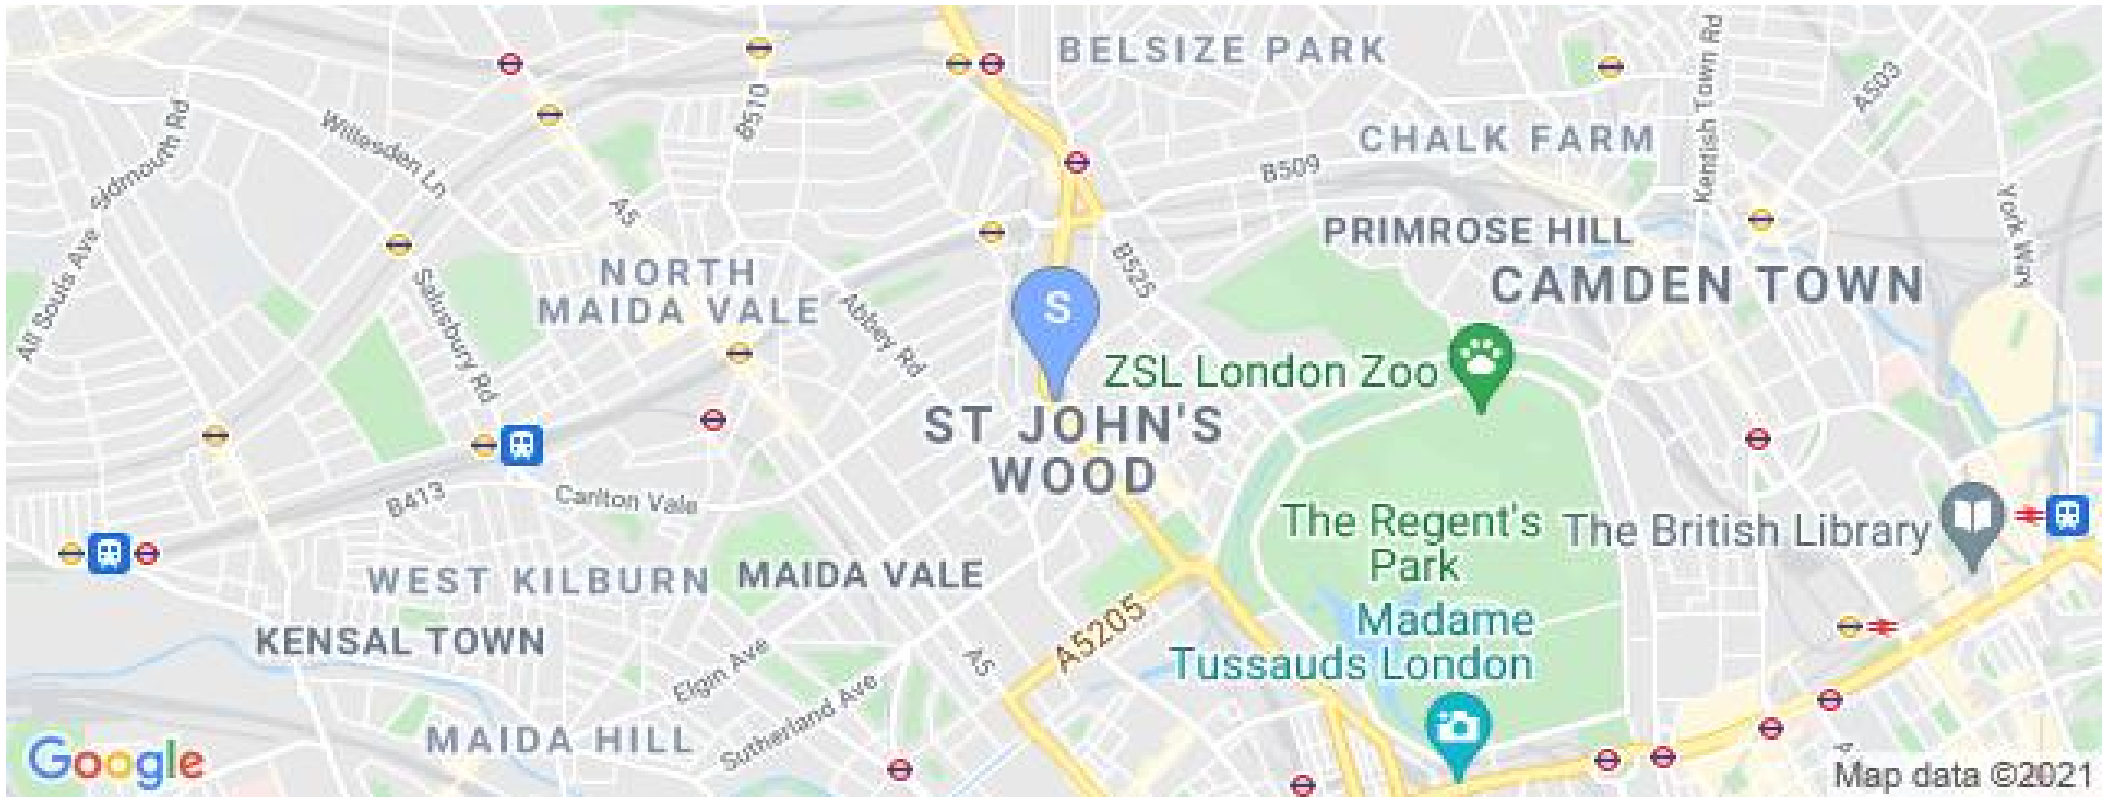 BELSIZE PARK
Kentish Town Rd
A503
B510
Willesden Ln
Sidmouth Rd
CHALK FARM
B509
A5
York Way
All Souls Ave
PRIMROSE HILL
B525
NORTH
MAIDA VALE
CAMDEN TOWN
Salusbury Rd
Abbey Rd
S
ZSL London Zoo
ST JOHN'S
WOOD
B413
Carlton Vale
The Regent's
Park
The British Library
WEST KILBURN
MAIDA VALE
A5205
Madame
Tussauds London
KENSAL TOWN
Elgin Ave
A5
Sutherland Ave
MAIDA HILL
Google
Map data ©2021